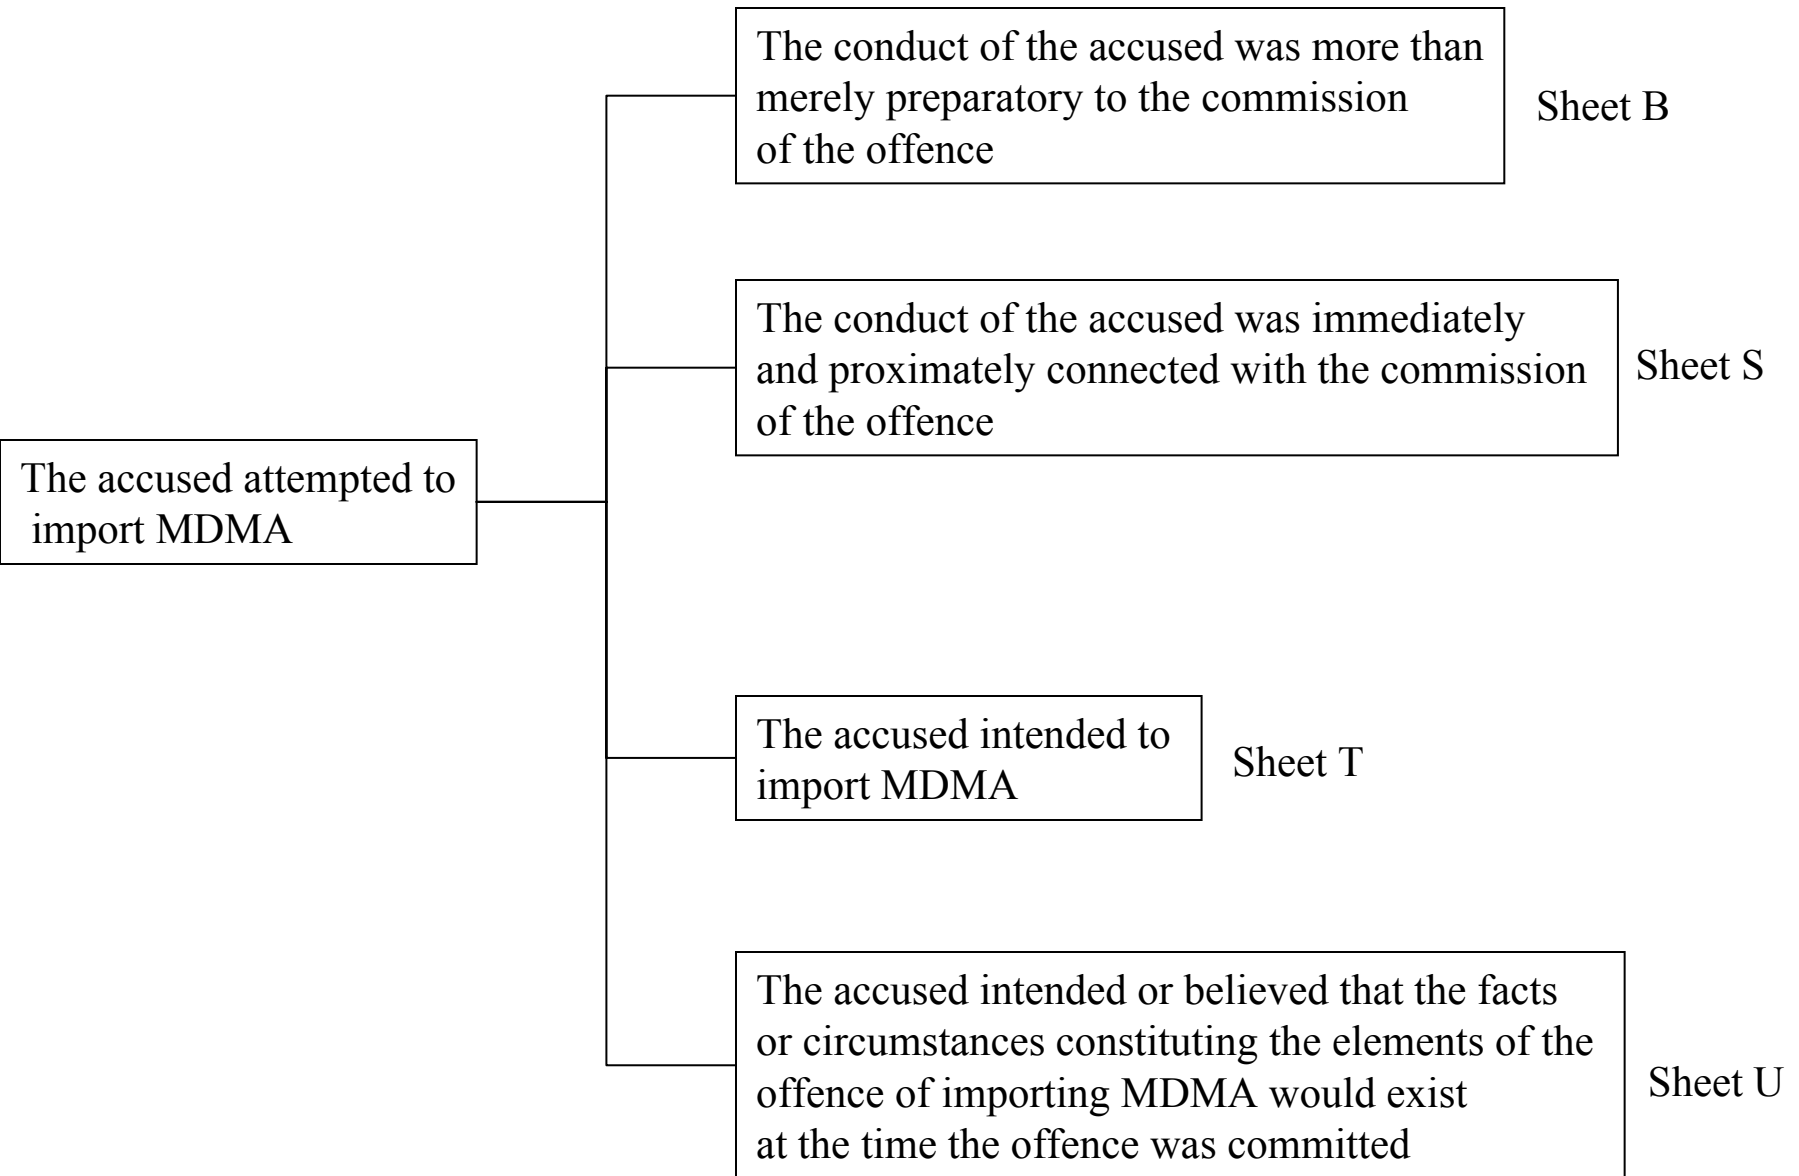 The conduct of the accused was more than
merely preparatory to the commission
of the offence
Sheet B
The conduct of the accused was immediately
and proximately connected with the commission
of the offence
Sheet S
The accused attempted to
import MDMA
The accused intended to
import MDMA
Sheet T
The accused intended or believed that the facts
or circumstances constituting the elements of the
offence of importing MDMA would exist
at the time the offence was committed
Sheet U